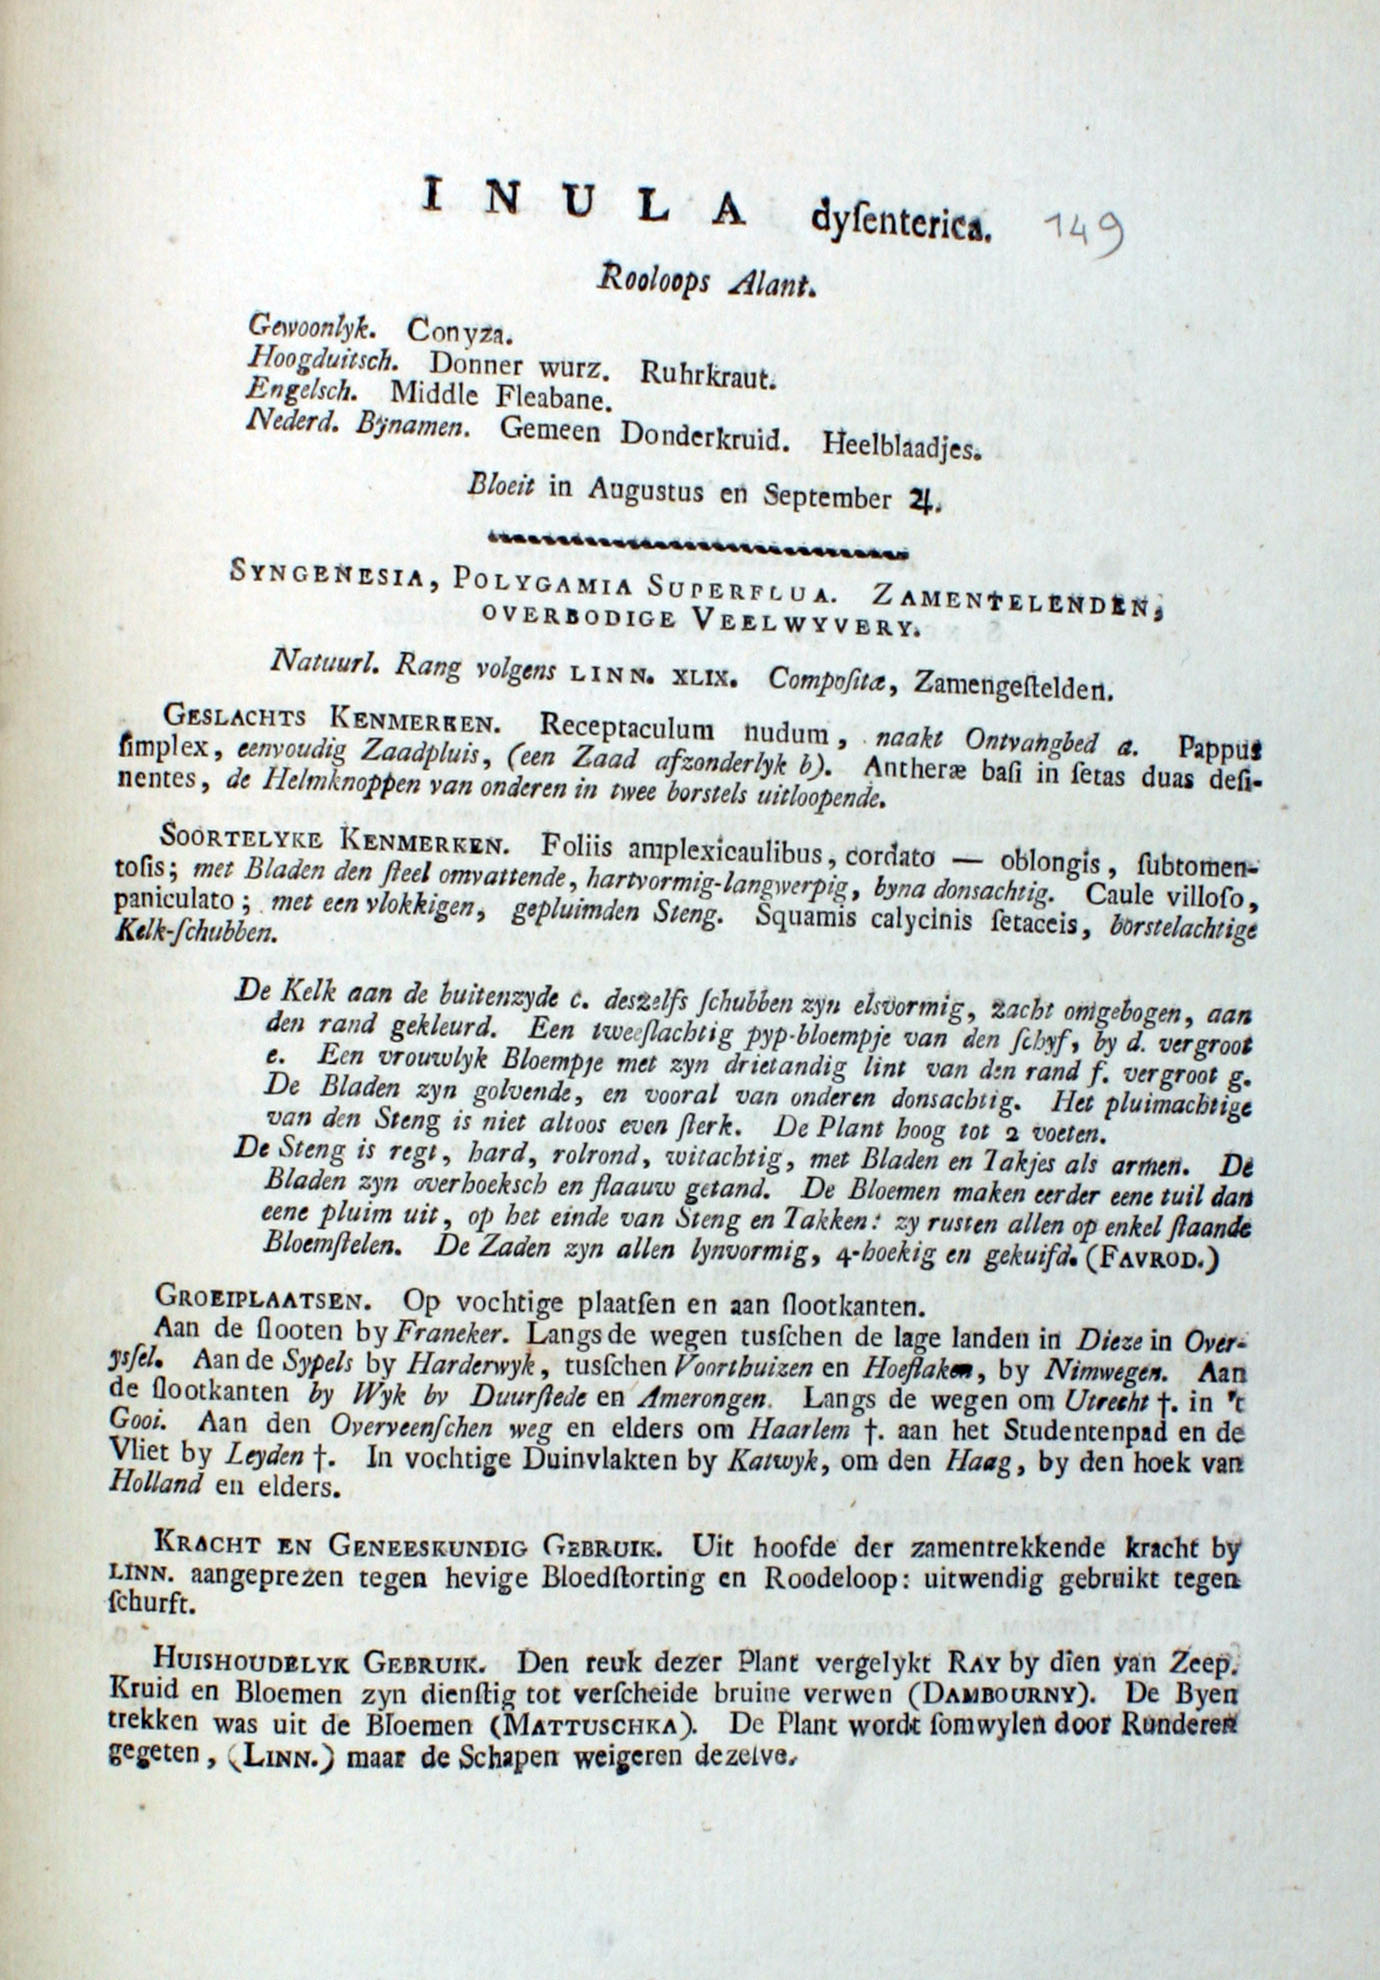 INULA dyſenterica. 149
Rooloops Alant.
Gewoonlyk. Conyza.
Hoogduitsch. Donner wurz. Ruhrkraut.
Engelsch. Middle Fleabane.
Nederd. Bynamen. Gemeen Donderkruid. Heelblaadjes.
Bloeit in Augustus en September ♃.
SYNGENESIA, POLYGAMIA SUPERFLUA. ZAMENTELENDEN,
OVERBODIGE VEELWYVERY.
Natuurl. Rang volgens LINN. XLIX. Compoſitæ, Zamengeſtelden.
GESLACHTS KENMERKEN. Receptaculum nudum, naakt Ontvangbed a. Pappus
ſimplex, eenvoudig Zaadpluis, (een Zaad afzonderlyk b). Antheræ baſi in ſetas duas deſi-
nentes, de Helmknoppen van onderen in twee borstels uitloopende.
SOORTELYKE KENMERKEN. Foliis amplexicaulibus, cordato — oblongis, ſubtomen-
toſis; met Bladen den ſteel omvattende, hartvormig-langwerpig, byna donsachtig. Caule villoſo,
paniculato; met een vlokkigen, gepluimden Steng. Squamis calycinis ſetaceis, borstelachtige
Kelk-ſchubben.
De Kelk aan de buitenzyde c. deszelfs ſchubben zyn elsvormig, zacht omgebogen, aan
den rand gekleurd. Een tweeſlachtig pyp-bloempje van den ſchyf, by d. vergroot
e. Een vrouwlyk Bloempje met zyn drietandig lint van den rand f. vergroot g.
De Bladen zyn golvende, en vooral van onderen donsachtig. Het pluimachtige
van den Steng is niet altoos even ſterk. De Plant hoog tot 2 voeten.
De Steng is regt, hard, rolrond, witachtig, met Bladen en Takjes als armen. De
Bladen zyn overhoeksch en flaauw getand. De Bloemen maken eerder eene tuil dan
eene pluim uit, op het einde van Steng en Takken: zy rusten allen op enkel ſtaande
Bloemſtelen. De Zaden zyn allen lynvormig, 4-hoekig en gekuifd. (FAVROD.)
GROEIPLAATSEN. Op vochtige plaatſen en aan ſlootkanten.
Aan de ſlooten by Franeker. Langs de wegen tusſchen de lage landen in Dieze in Over-
ysſel. Aan de Sypels by Harderwyk, tusſchen Voorthuizen en Hoeflaken, by Nimwegen. Aan
de ſlootkanten by Wyk by Duurſtede en Amerongen. Langs de wegen om Utrecht †. in 't
Gooi. Aan den Overveenſchen weg en elders om Haarlem †. aan het Studentenpad en de
Vliet by Leyden †. In vochtige Duinvlakten by Katwyk, om den Haag, by den hoek van
Holland en elders.
KRACHT EN GENEESKUNDIG GEBRUIK. Uit hoofde der zamentrekkende kracht by
LINN. aangeprezen tegen hevige Bloedſtorting en Roodeloop: uitwendig gebruikt tegen
ſchurft.
HUISHOUDELYK GEBRUIK. Den reuk dezer Plant vergelykt RAY by dien van Zeep.
Kruid en Bloemen zyn dienſtig tot verſcheide bruine verwen (DAMBOURNY). De Byen
trekken was uit de Bloemen (MATTUSCHKA). De Plant wordt ſomwylen door Runderen
gegeten, (LINN.) maar de Schapen weigeren dezelve.